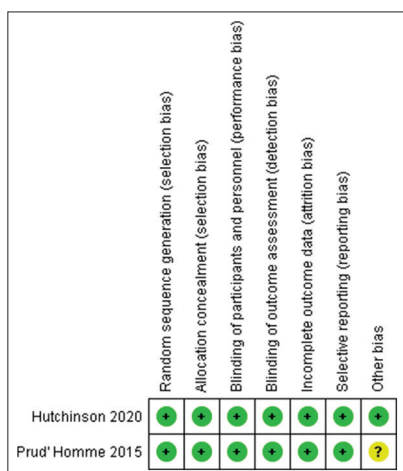 Random sequence generation (selection bias)
Allocation concealment (selection bias)
Blinding of participants and personnel (performance bias)
Blinding of outcome assessment (detection bias)
Incomplete outcome data (attrition bias)
Selective reporting (reporting bias)
Other bias
Hutchinson 2020 + + + + + + +
Prud' Homme 2015 + + + + + + ?